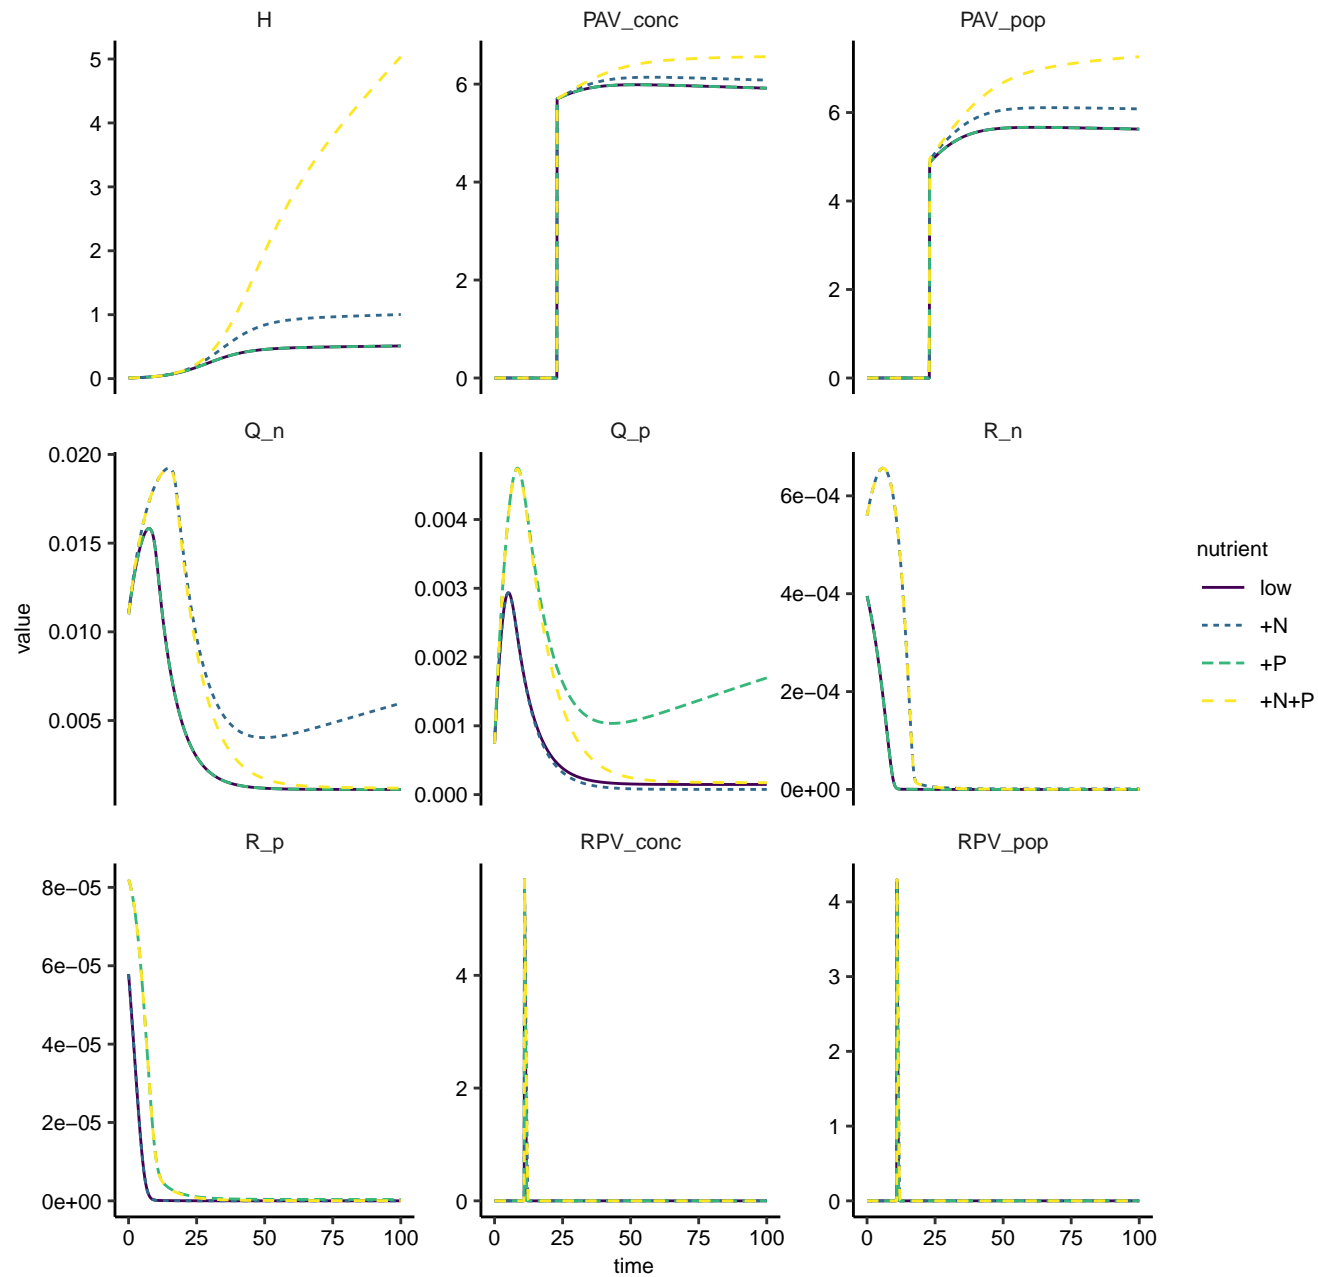 H
PAV_conc
PAV_pop
5
4
3
2
1
0
6
4
2
0
6
4
2
0
Q_n
Q_p
R_n
0.020
0.015
0.010
0.005
0.004
0.003
0.002
0.001
0.000
6e−04
4e−04
2e−04
0e+00
value
nutrient
low
+N
+P
+N+P
R_p
RPV_conc
RPV_pop
8e−05
6e−05
4e−05
2e−05
0e+00
4
2
0
4
3
2
1
0
0 25 50 75 100
0 25 50 75 100
0 25 50 75 100
time